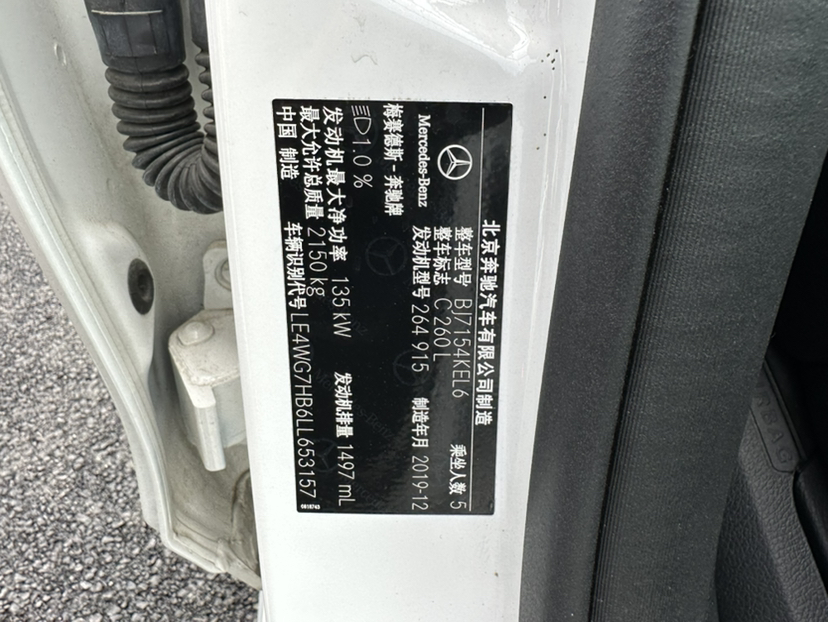 北京奔驰汽车有限公司制造
整车型号 BJ7154KEL6 乘坐人数 5
Mercedes-Benz 整车标志 C 260 L
梅赛德斯-奔驰牌 发动机型号 264 915 制造年月 2019-12
1.0 %
发动机最大净功率 135 kW 发动机排量 1497 mL
最大允许总质量 2150 kg
中国 制造 车辆识别代号 LE4WG7HB6LL653157